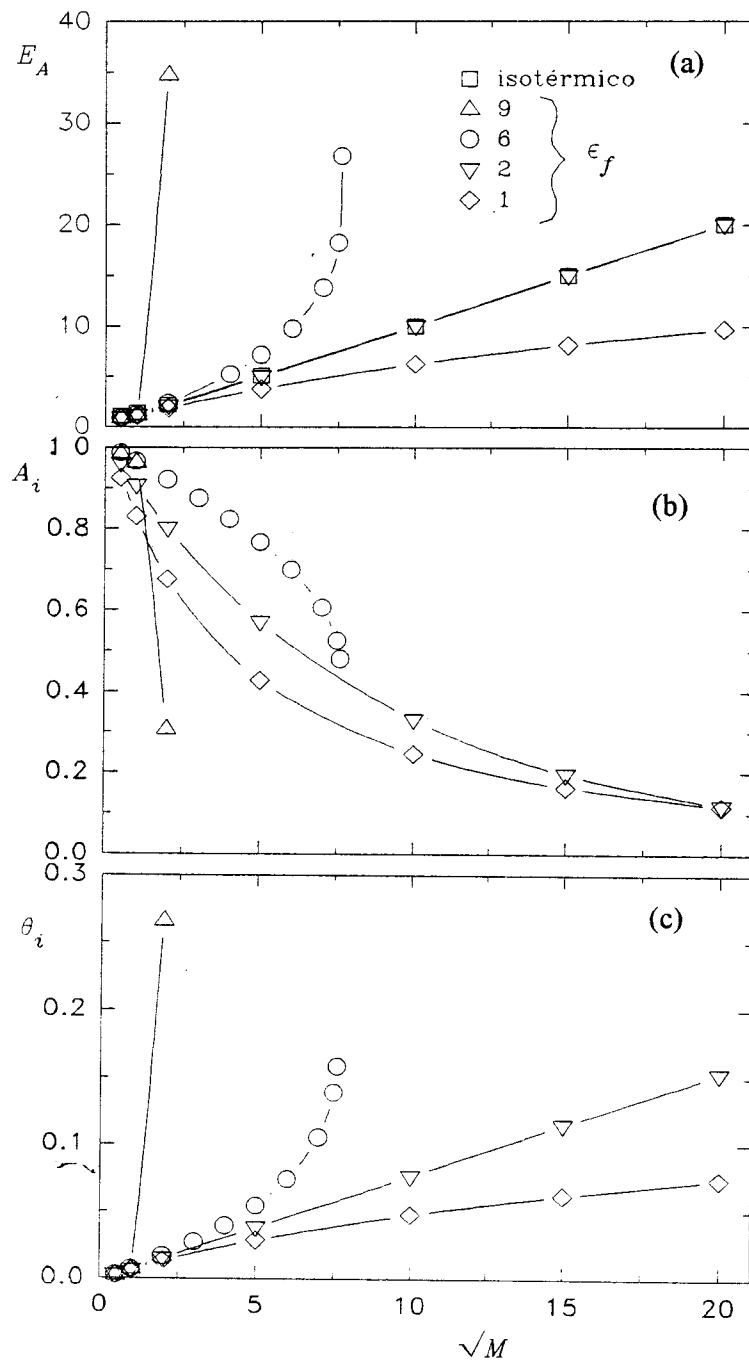 40
E_A
(a)
□ isotérmico
△ 9
30
○ 6
ϵ_f
▽ 2
◇ 1
20
10
0
1 0
A_i
(b)
0.8
0.6
0.4
0.2
0.0
0.3
θ_i
(c)
0.2
0.1
0.0
0 5 10 15 20
√M